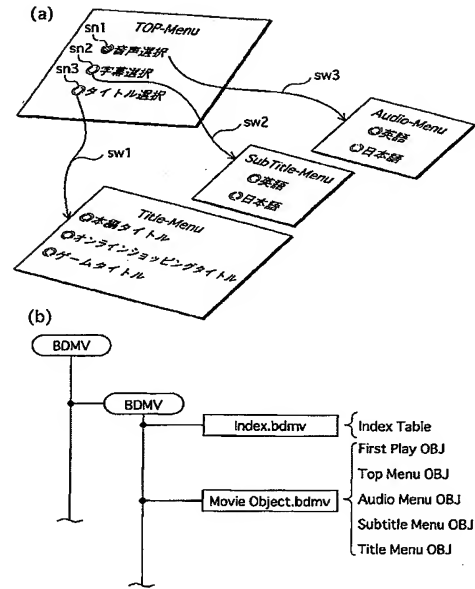 (a)
sn1
TOP-Menu
音声選択
sn2
字幕選択
sn3
タイトル選択
sw3
sw2
sw1
Audio-Menu
英語
日本語
SubTitle-Menu
英語
日本語
Title-Menu
本編タイトル
オンラインショッピングタイトル
ゲームタイトル
(b)
BDMV
BDMV
Index.bdmv
Index Table
First Play OBJ
Top Menu OBJ
Movie Object.bdmv
Audio Menu OBJ
Subtitle Menu OBJ
Title Menu OBJ